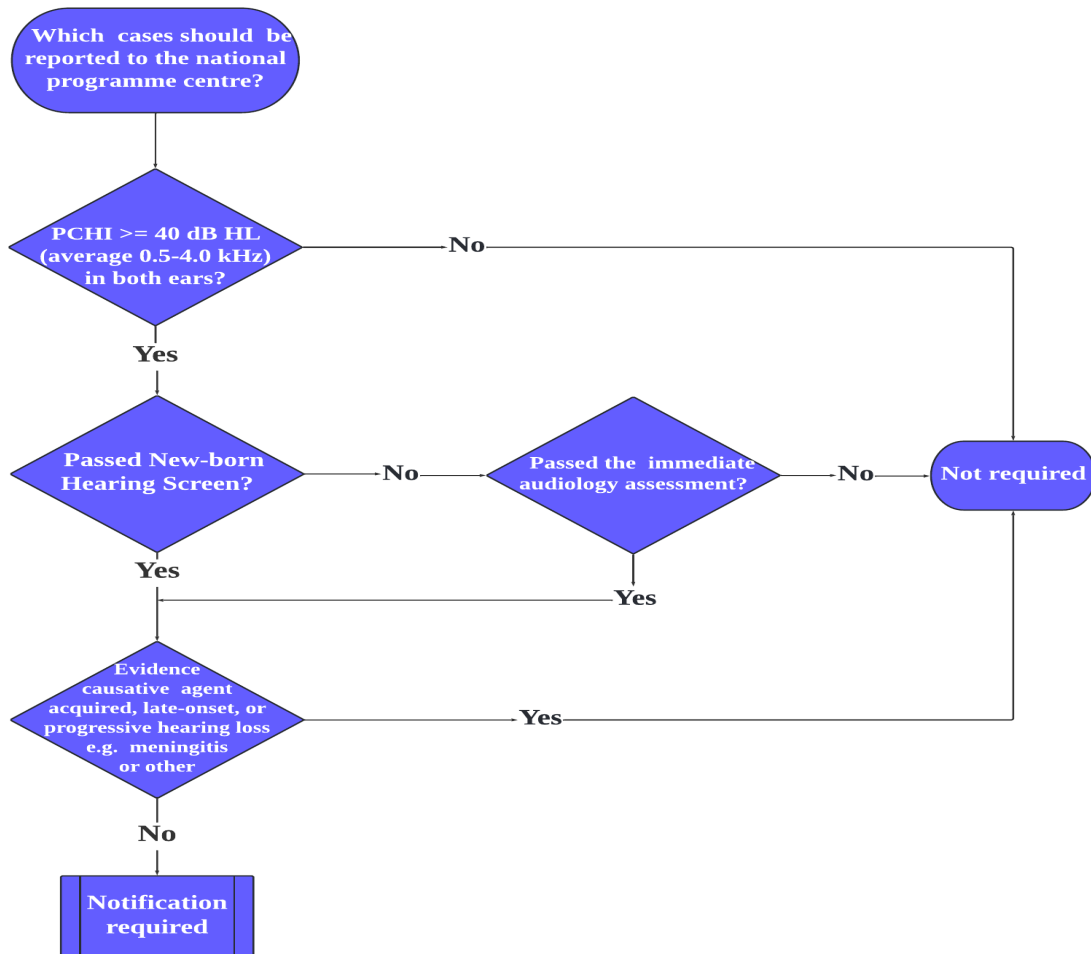 Which cases should be
reported to the national
programme centre?
PCHI >= 40 dB HL
(average 0.5-4.0 kHz)
in both ears?
No
Yes
Passed New-born
Hearing Screen?
No
Passed the immediate
audiology assessment?
No
Not required
Yes
Yes
Evidence
causative agent
acquired, late-onset, or
progressive hearing loss
e.g. meningitis
or other
Yes
No
Notification
required